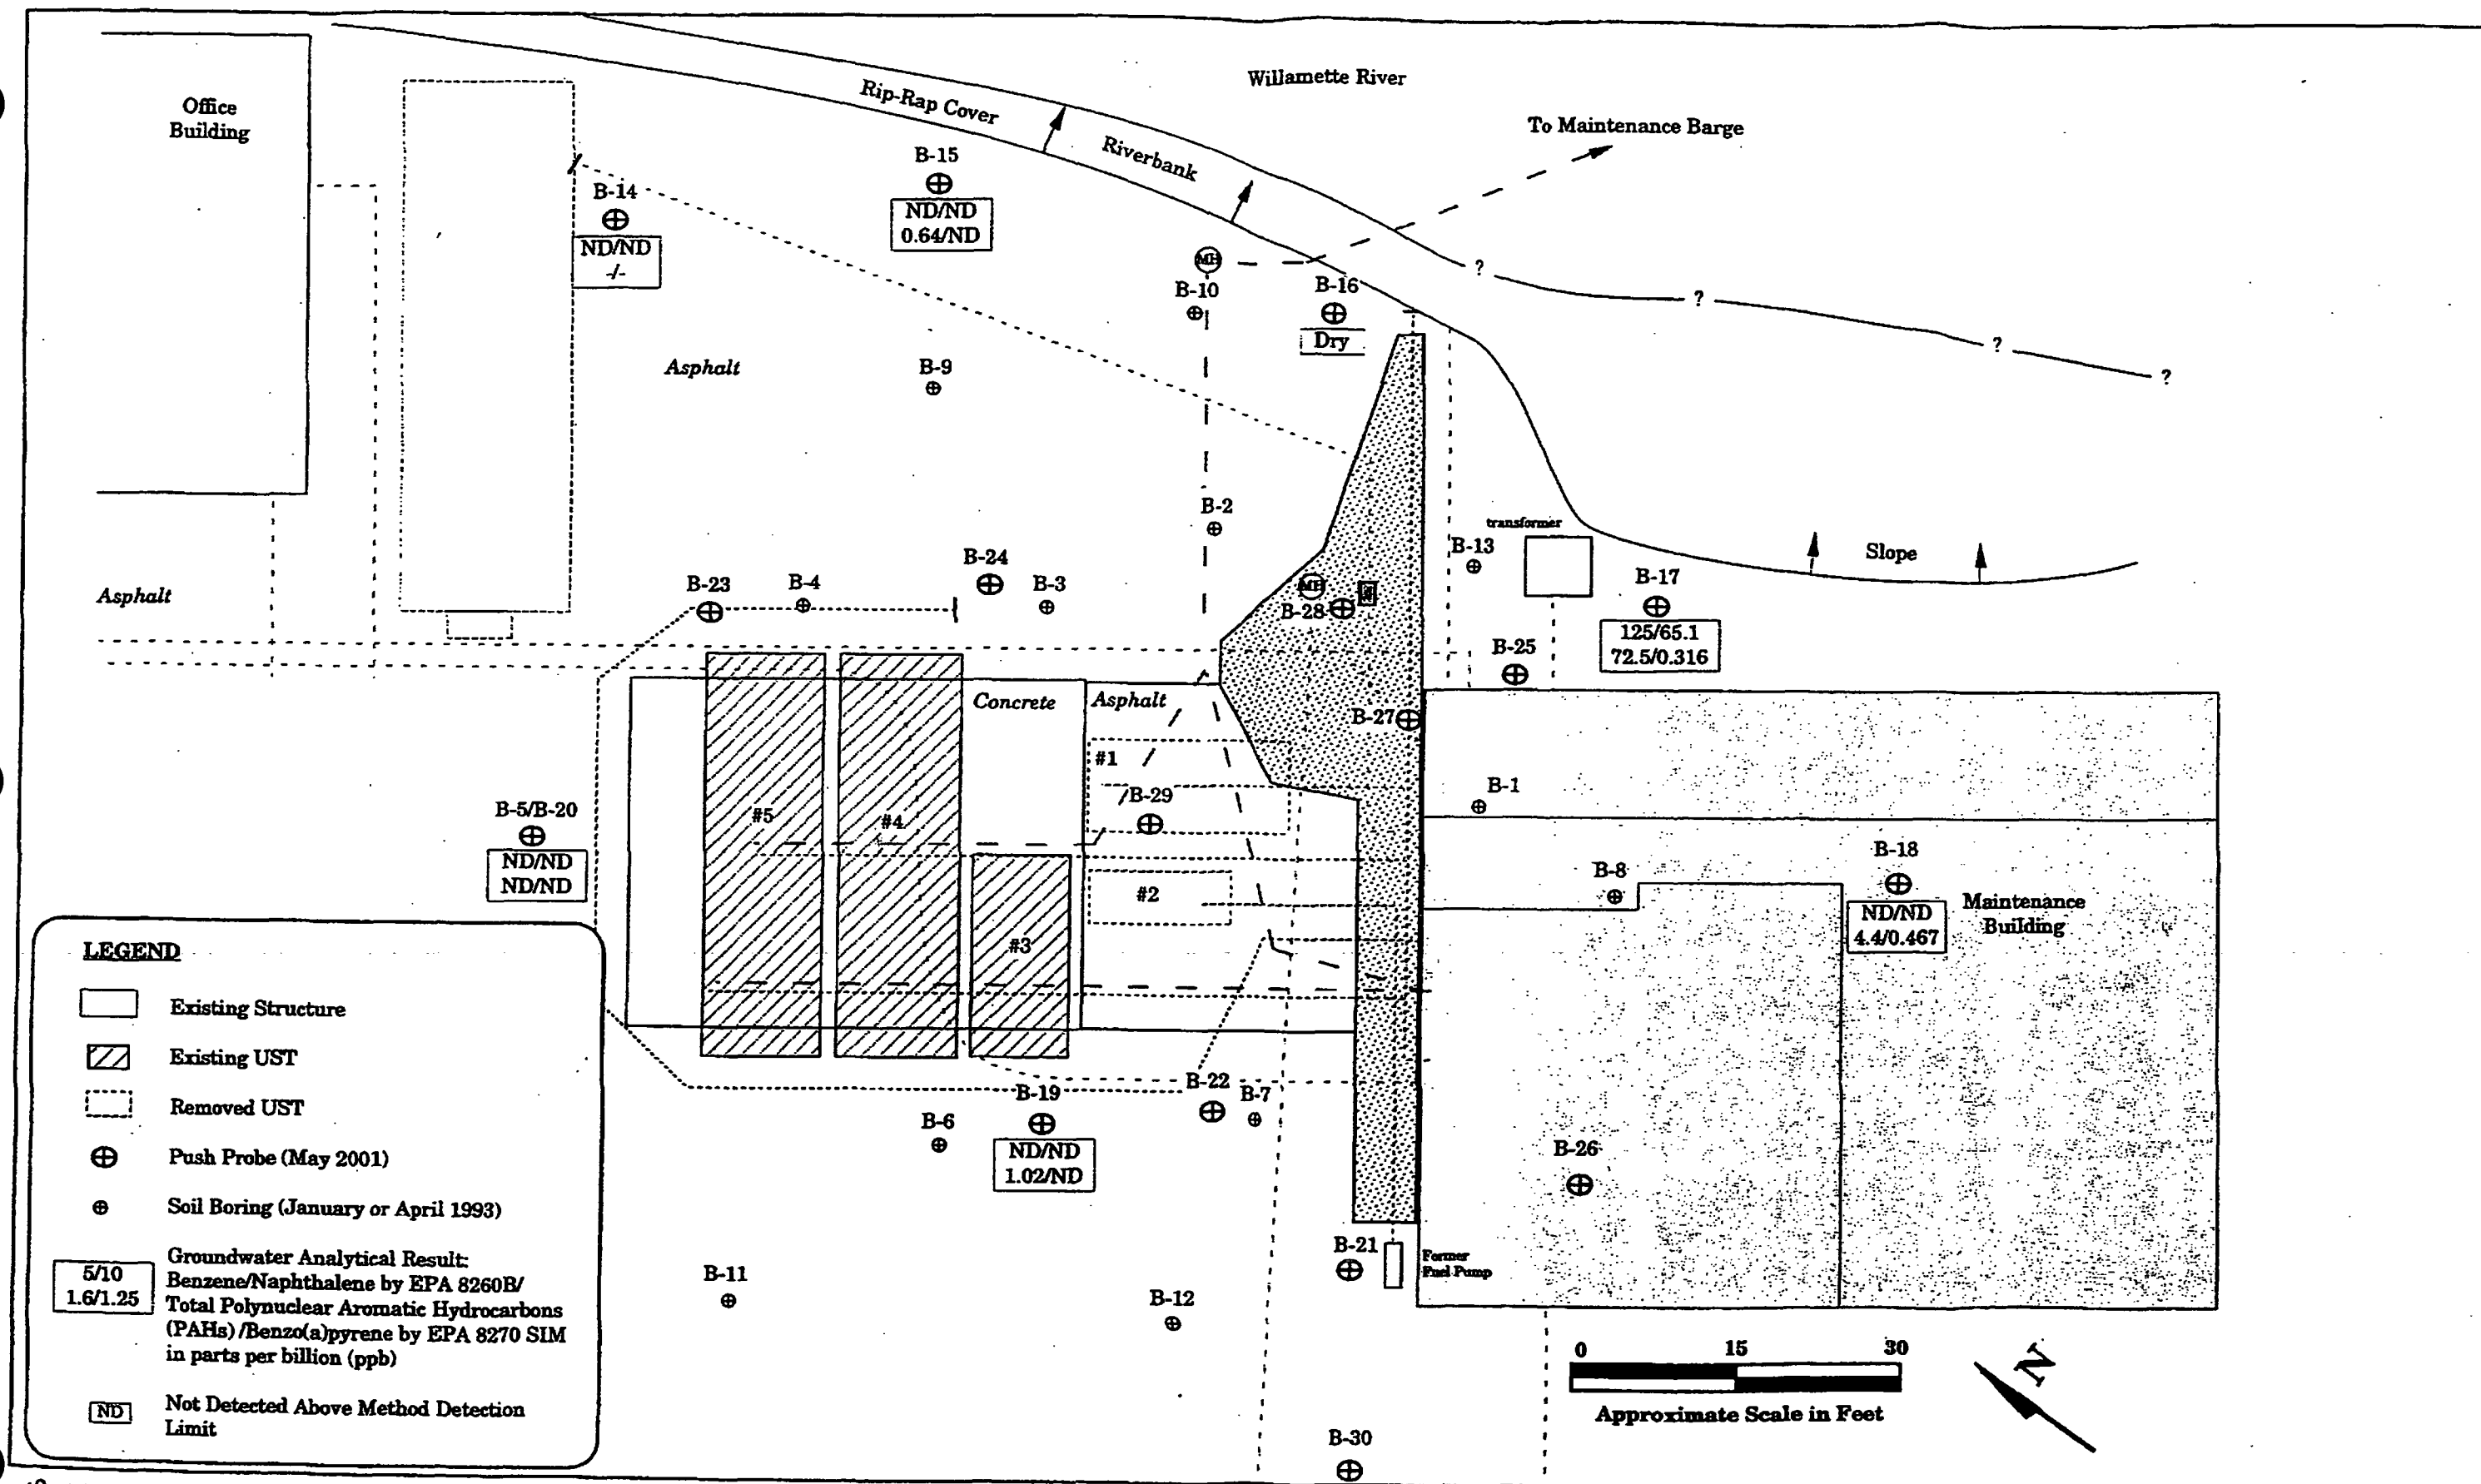 Willamette River
Office
Building
Rip-Rap Cover
To Maintenance Barge
Riverbank
B-15
ND/ND
0.64/ND
B-14
ND/ND
-/-
MH
B-10
B-16
Dry
?
?
?
?
Asphalt
B-9
B-2
transformer
B-13
Slope
B-17
125/65.1
72.5/0.316
B-24
B-3
B-23
B-4
Asphalt
MH
B-28
B-25
Concrete
Asphalt
B-27
#1
B-29
B-1
#5
#4
B-5/B-20
ND/ND
ND/ND
#2
#3
B-8
B-18
ND/ND
4.4/0.467
Maintenance
Building
B-22
B-7
B-19
ND/ND
1.02/ND
B-6
B-26
B-21
Former
Fuel Pump
B-11
B-12
B-30
LEGEND
Existing Structure
Existing UST
Removed UST
Push Probe (May 2001)
Soil Boring (January or April 1993)
5/10
1.6/1.25
Groundwater Analytical Result:
Benzene/Naphthalene by EPA 8260B/
Total Polynuclear Aromatic Hydrocarbons
(PAHs) /Benzo(a)pyrene by EPA 8270 SIM
in parts per billion (ppb)
ND
Not Detected Above Method Detection
Limit
0 15 30
Approximate Scale in Feet
N